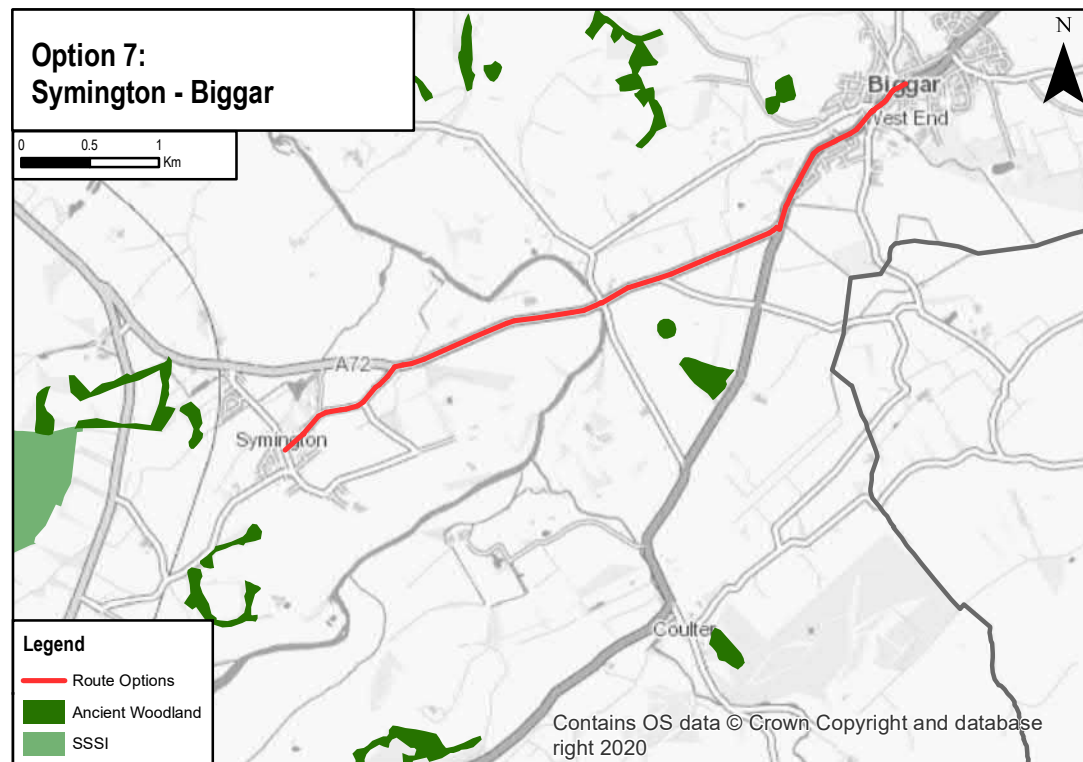 Option 7:
Symington - Biggar
N
0 0.5 1
Km
Biggar
West End
A72
Symington
Coulter
Legend
Route Options
Ancient Woodland
SSSI
Contains OS data © Crown Copyright and database
right 2020